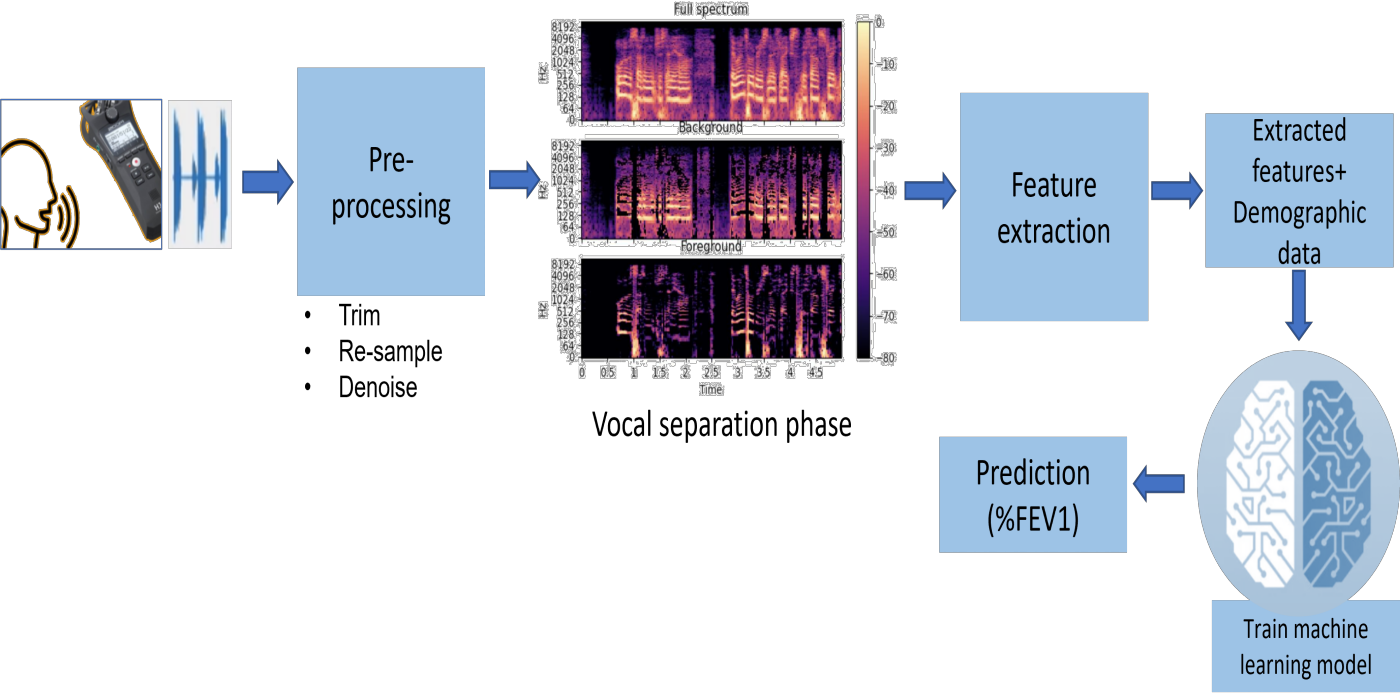 Pre-
processing
• Trim
• Re-sample
• Denoise
Full spectrum
8192
4096
2048
1024
512
256
128
64
0
Hz
Background
8192
4096
2048
1024
512
256
128
64
0
Hz
Foreground
8192
4096
2048
1024
512
256
128
64
0
Hz
0 0.5 1 1.5 2 2.5 3 3.5 4 4.5
Time
0
−10
−20
−30
−40
−50
−60
−70
−80
Vocal separation phase
Feature
extraction
Extracted
features+
Demographic
data
Train machine
learning model
Prediction
(%FEV1)